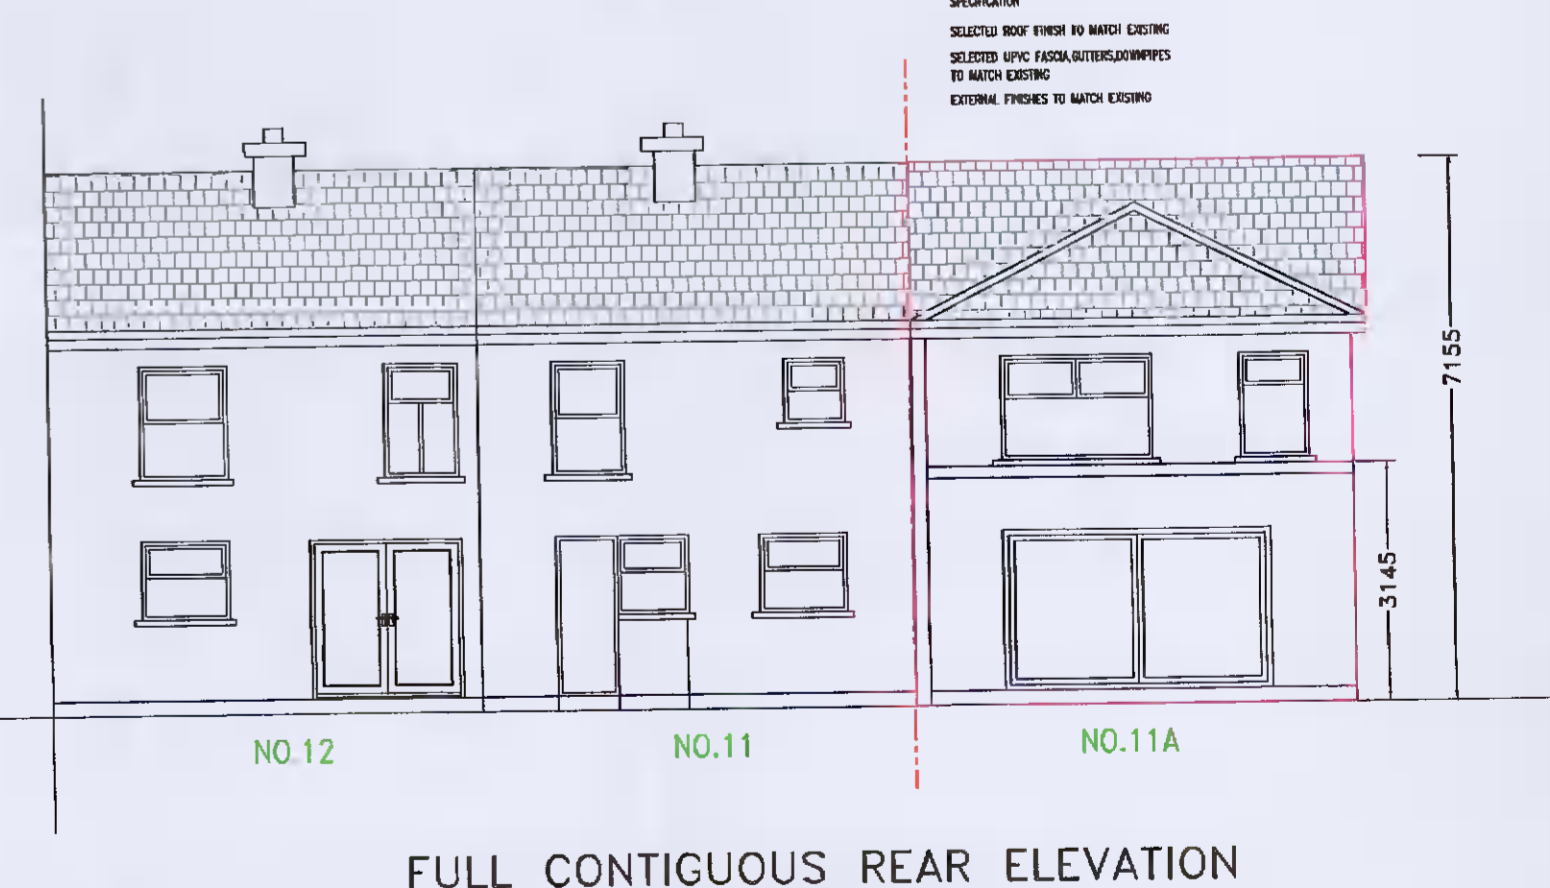 SPECIFICATION
SELECTED ROOF FINISH TO MATCH EXISTING
SELECTED UPVC FASCIA,GUTTERS,DOWNPIPES
TO MATCH EXISTING
EXTERNAL FINISHES TO MATCH EXISTING
7155
3145
NO.12
NO.11
NO.11A
FULL CONTIGUOUS REAR ELEVATION